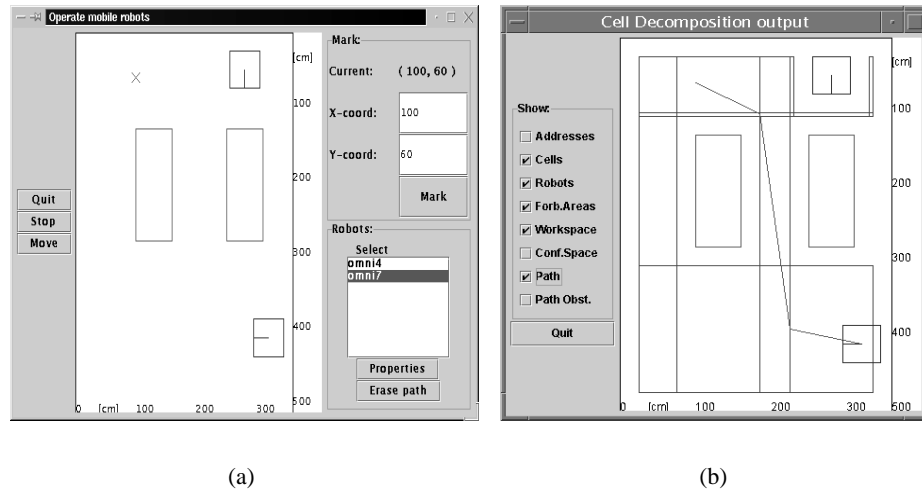 Operate mobile robots
Quit
Stop
Move
[cm]
100
200
300
400
500
0 [cm] 100 200 300
Mark:
Current: ( 100, 60 )
X-coord: 100
Y-coord: 60
Mark
Robots:
Select
omni4
omni7
Properties
Erase path
(a)
Cell Decomposition output
Show:
Addresses
Cells
Robots
Forb.Areas
Workspace
Conf.Space
Path
Path Obst.
Quit
[cm]
100
200
300
400
500
0 [cm] 100 200 300
(b)